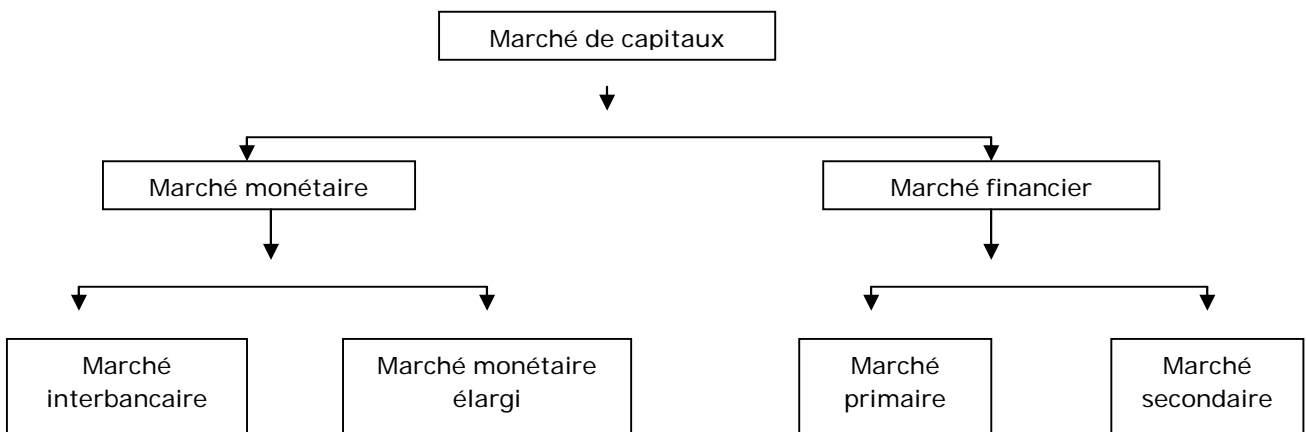 Marché de capitaux
Marché monétaire
Marché financier
Marché
interbancaire
Marché monétaire
élargi
Marché
primaire
Marché
secondaire